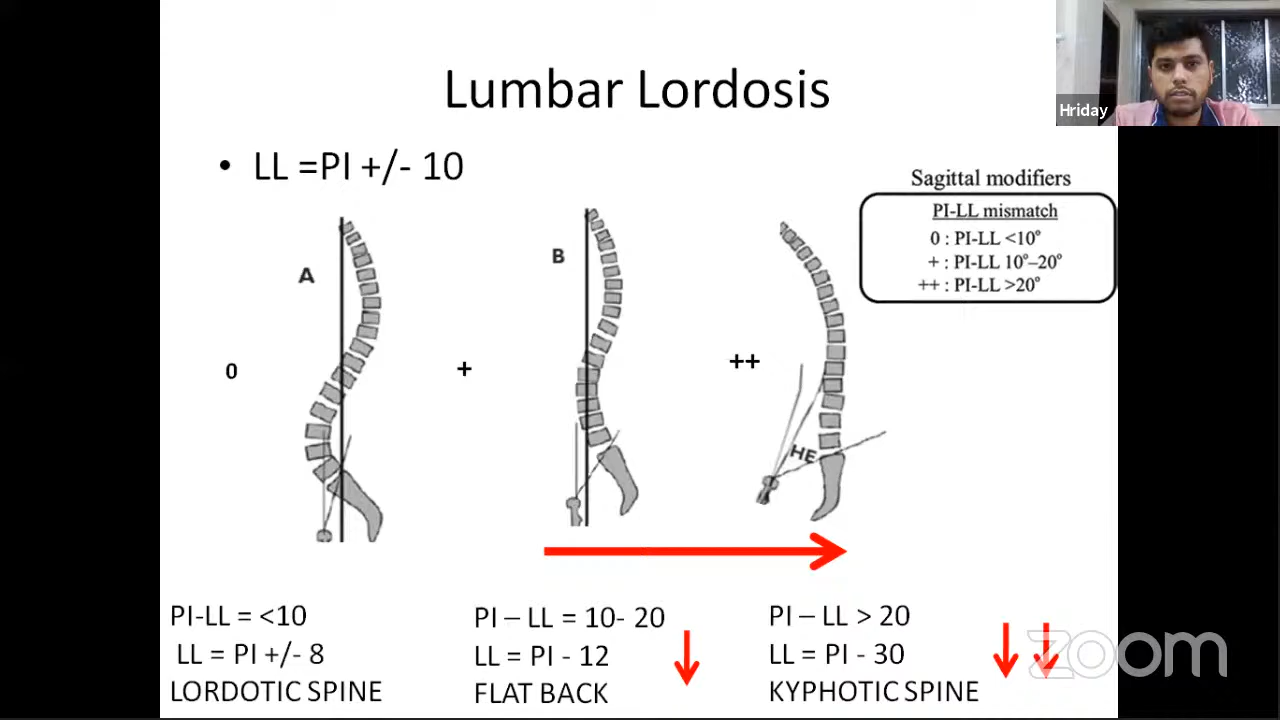 Lumbar Lordosis
Hriday
• LL =PI +/- 10
Sagittal modifiers
PI-LL mismatch
0 : PI-LL <10°
+ : PI-LL 10°–20°
++ : PI-LL >20°
A
B
0
+
++
HE
PI-LL = <10
LL = PI +/- 8
LORDOTIC SPINE
PI – LL = 10- 20
LL = PI - 12
FLAT BACK
PI – LL > 20
LL = PI - 30
KYPHOTIC SPINE
zoom